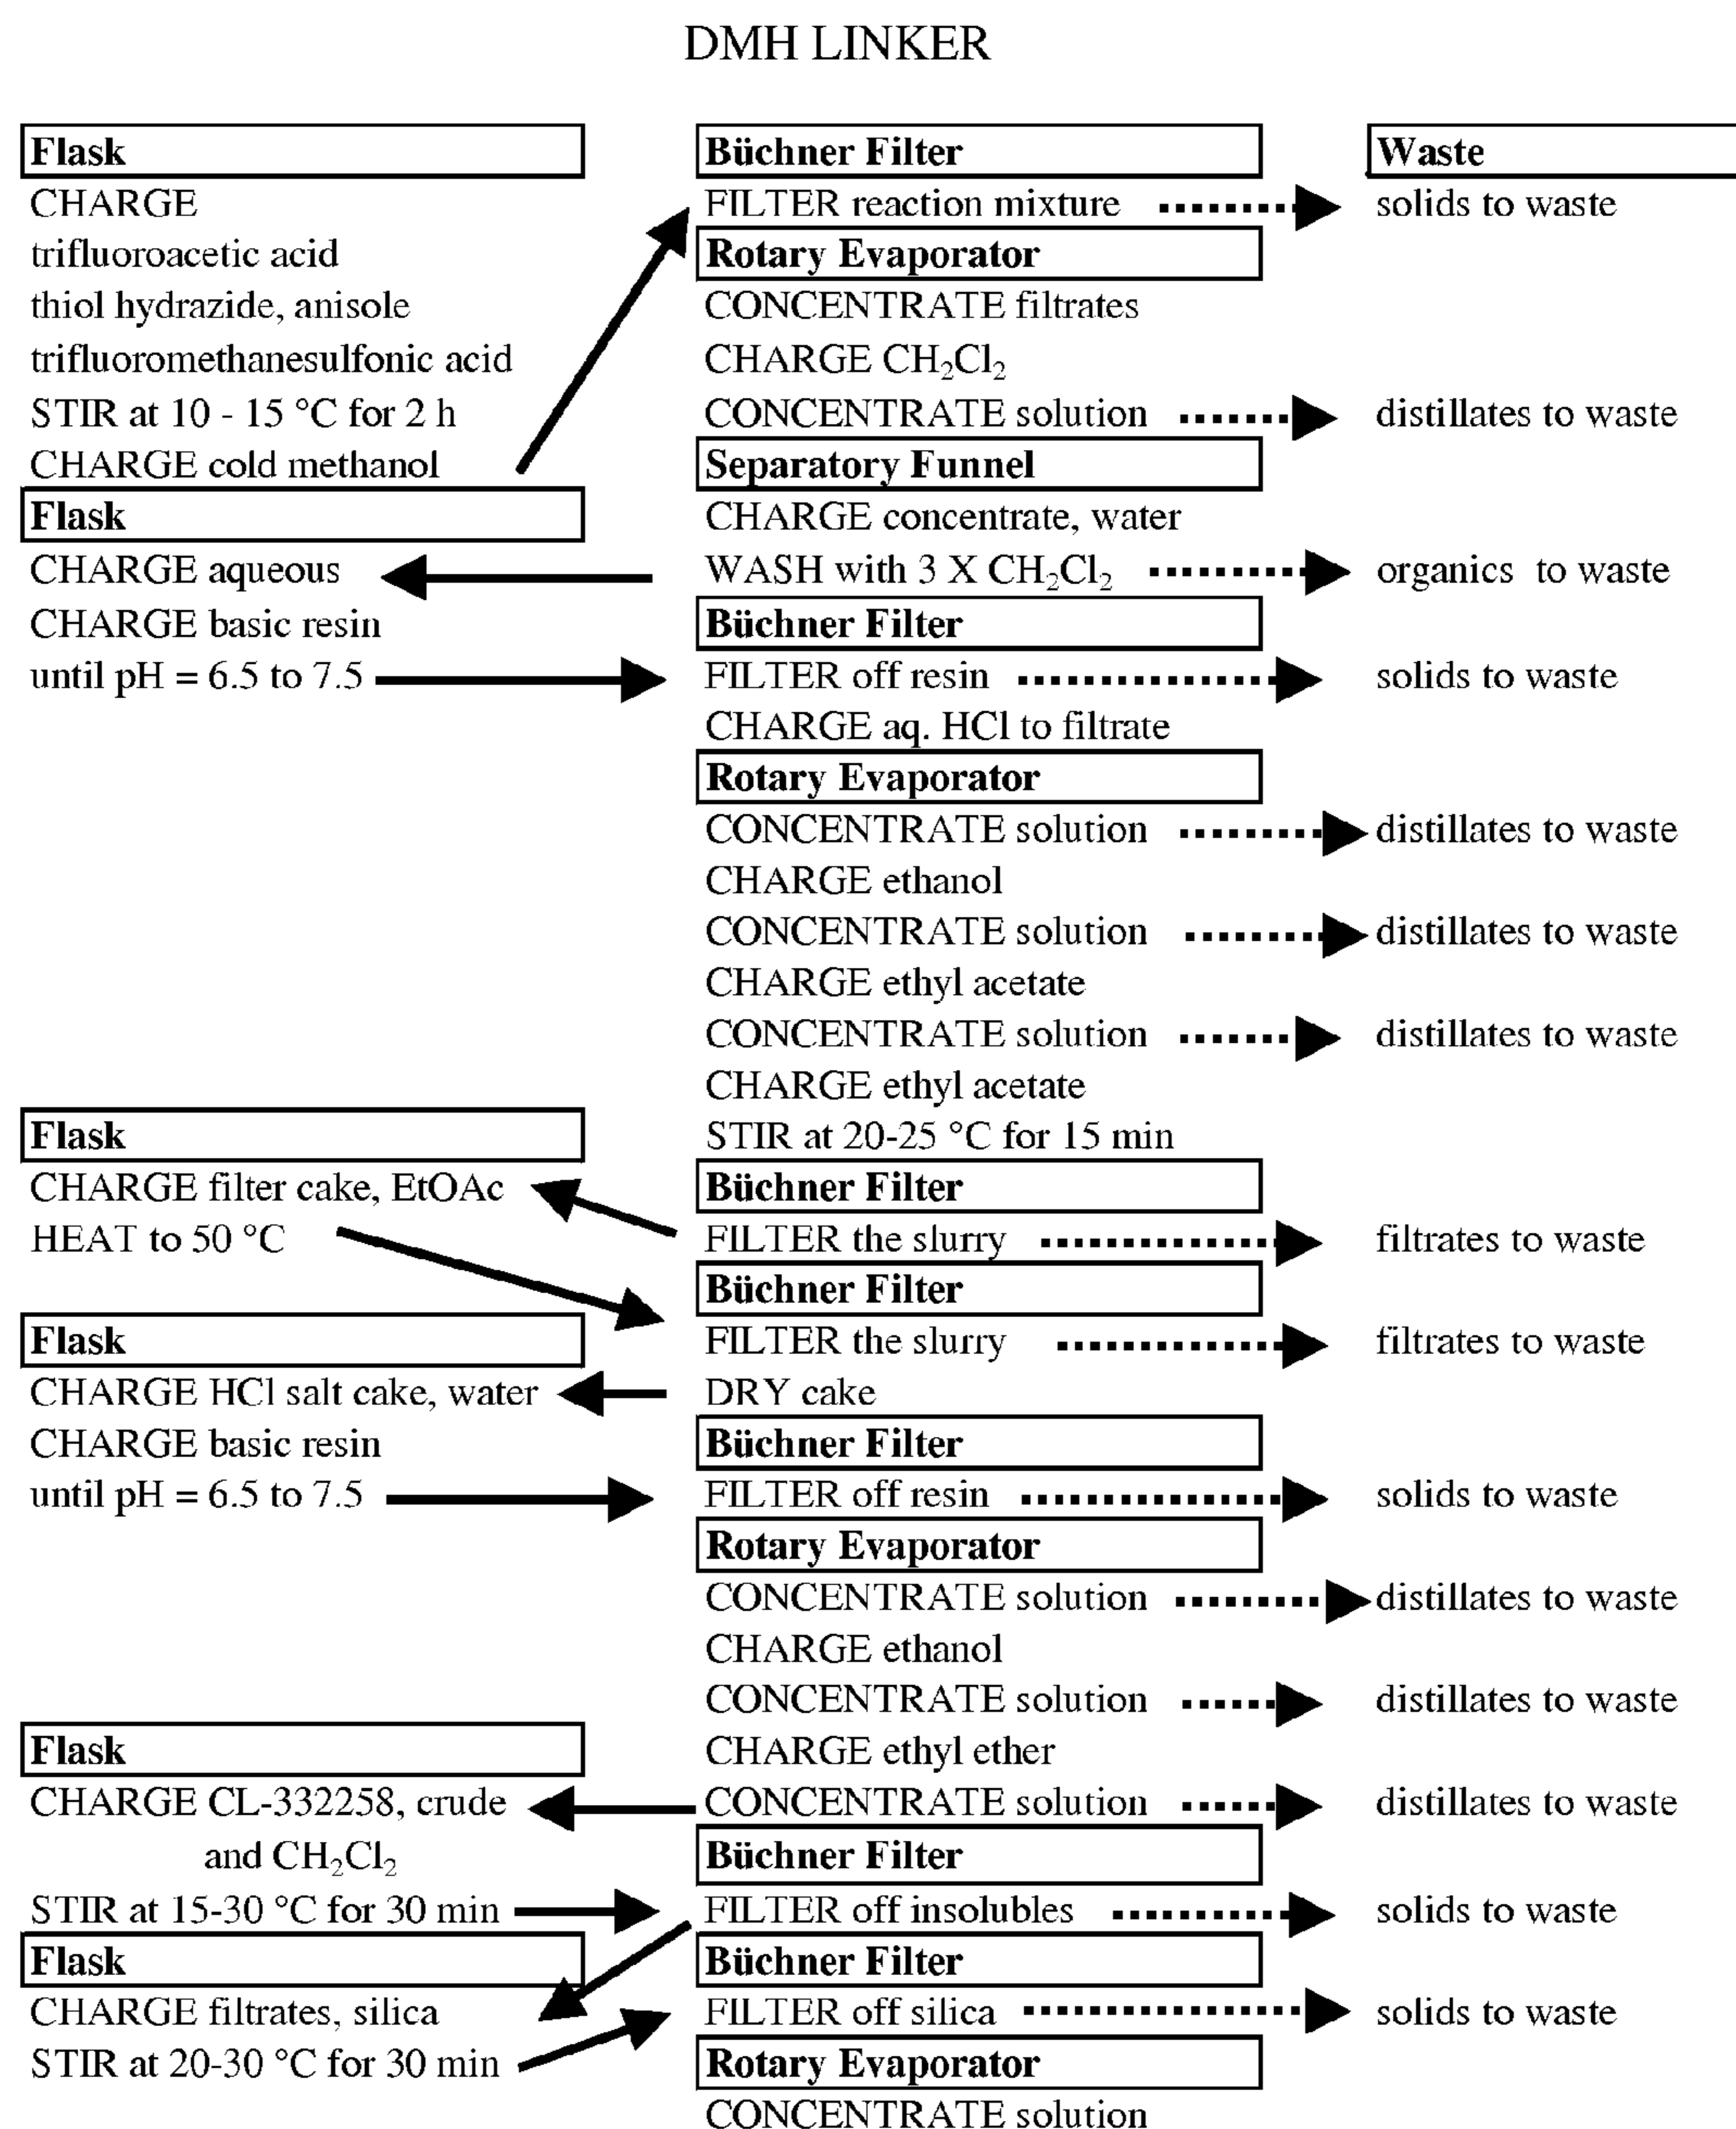 DMH LINKER
Flask
CHARGE
trifluoroacetic acid
thiol hydrazide, anisole
trifluoromethanesulfonic acid
STIR at 10 - 15 °C for 2 h
CHARGE cold methanol
Flask
CHARGE aqueous
CHARGE basic resin
until pH = 6.5 to 7.5
Flask
CHARGE filter cake, EtOAc
HEAT to 50 °C
Flask
CHARGE HCl salt cake, water
CHARGE basic resin
until pH = 6.5 to 7.5
Flask
CHARGE CL-332258, crude
and CH₂Cl₂
STIR at 15-30 °C for 30 min
Flask
CHARGE filtrates, silica
STIR at 20-30 °C for 30 min
Büchner Filter
FILTER reaction mixture
Rotary Evaporator
CONCENTRATE filtrates
CHARGE CH₂Cl₂
CONCENTRATE solution
Separatory Funnel
CHARGE concentrate, water
WASH with 3 X CH₂Cl₂
Büchner Filter
FILTER off resin
CHARGE aq. HCl to filtrate
Rotary Evaporator
CONCENTRATE solution
CHARGE ethanol
CONCENTRATE solution
CHARGE ethyl acetate
CONCENTRATE solution
CHARGE ethyl acetate
STIR at 20-25 °C for 15 min
Büchner Filter
FILTER the slurry
Büchner Filter
FILTER the slurry
DRY cake
Büchner Filter
FILTER off resin
Rotary Evaporator
CONCENTRATE solution
CHARGE ethanol
CONCENTRATE solution
CHARGE ethyl ether
CONCENTRATE solution
Büchner Filter
FILTER off insolubles
Büchner Filter
FILTER off silica
Rotary Evaporator
CONCENTRATE solution
Waste
solids to waste
distillates to waste
organics to waste
solids to waste
distillates to waste
distillates to waste
distillates to waste
filtrates to waste
filtrates to waste
solids to waste
distillates to waste
distillates to waste
distillates to waste
solids to waste
solids to waste